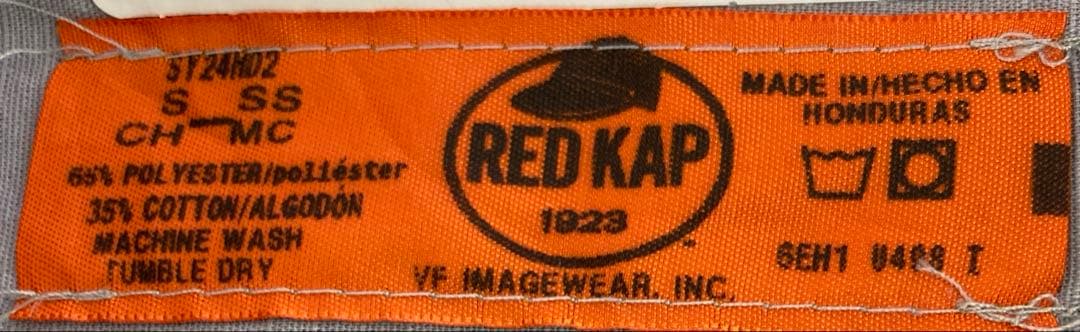 SY24HD2
S SS
CH MC
65% POLYESTER/poliéster
35% COTTON/ALGODÓN
MACHINE WASH
TUMBLE DRY
RED KAP
1923
VF IMAGEWEAR, INC.
MADE IN/HECHO EN
HONDURAS
6EH1 T